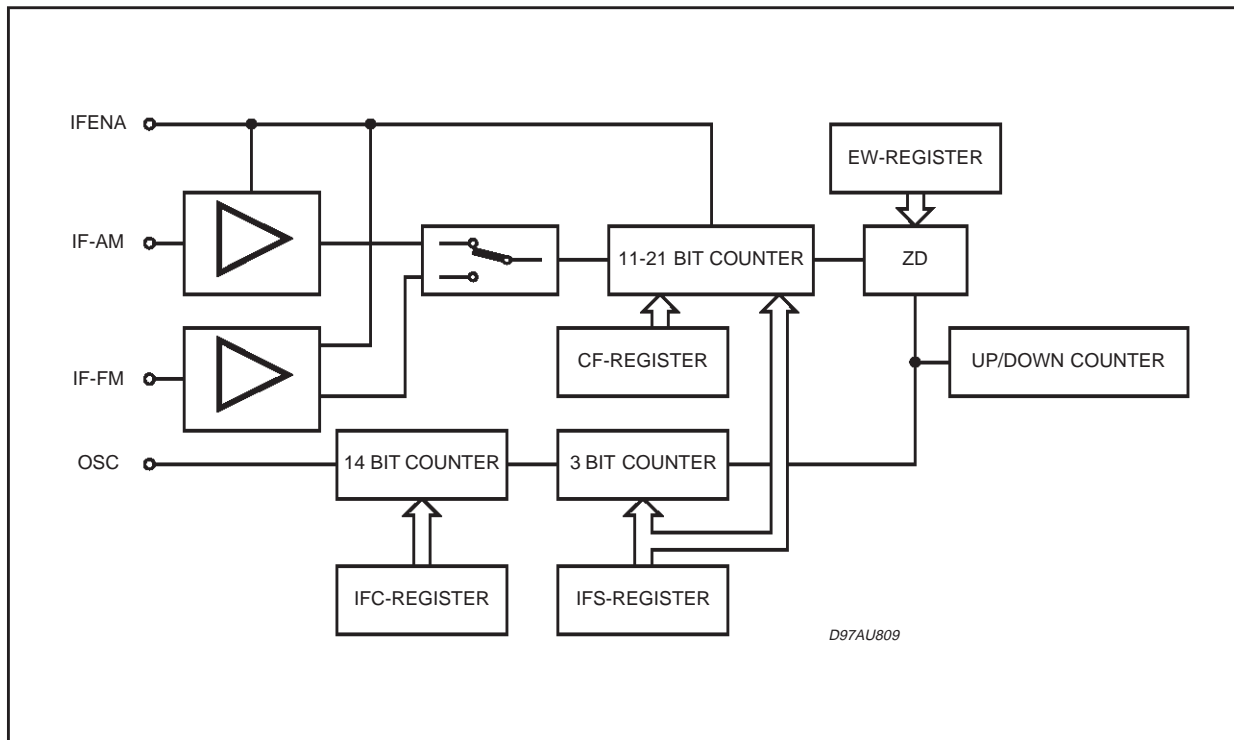 IFENA
EW-REGISTER
IF-AM
11-21 BIT COUNTER
ZD
IF-FM
CF-REGISTER
UP/DOWN COUNTER
OSC
14 BIT COUNTER
3 BIT COUNTER
IFC-REGISTER
IFS-REGISTER
D97AU809